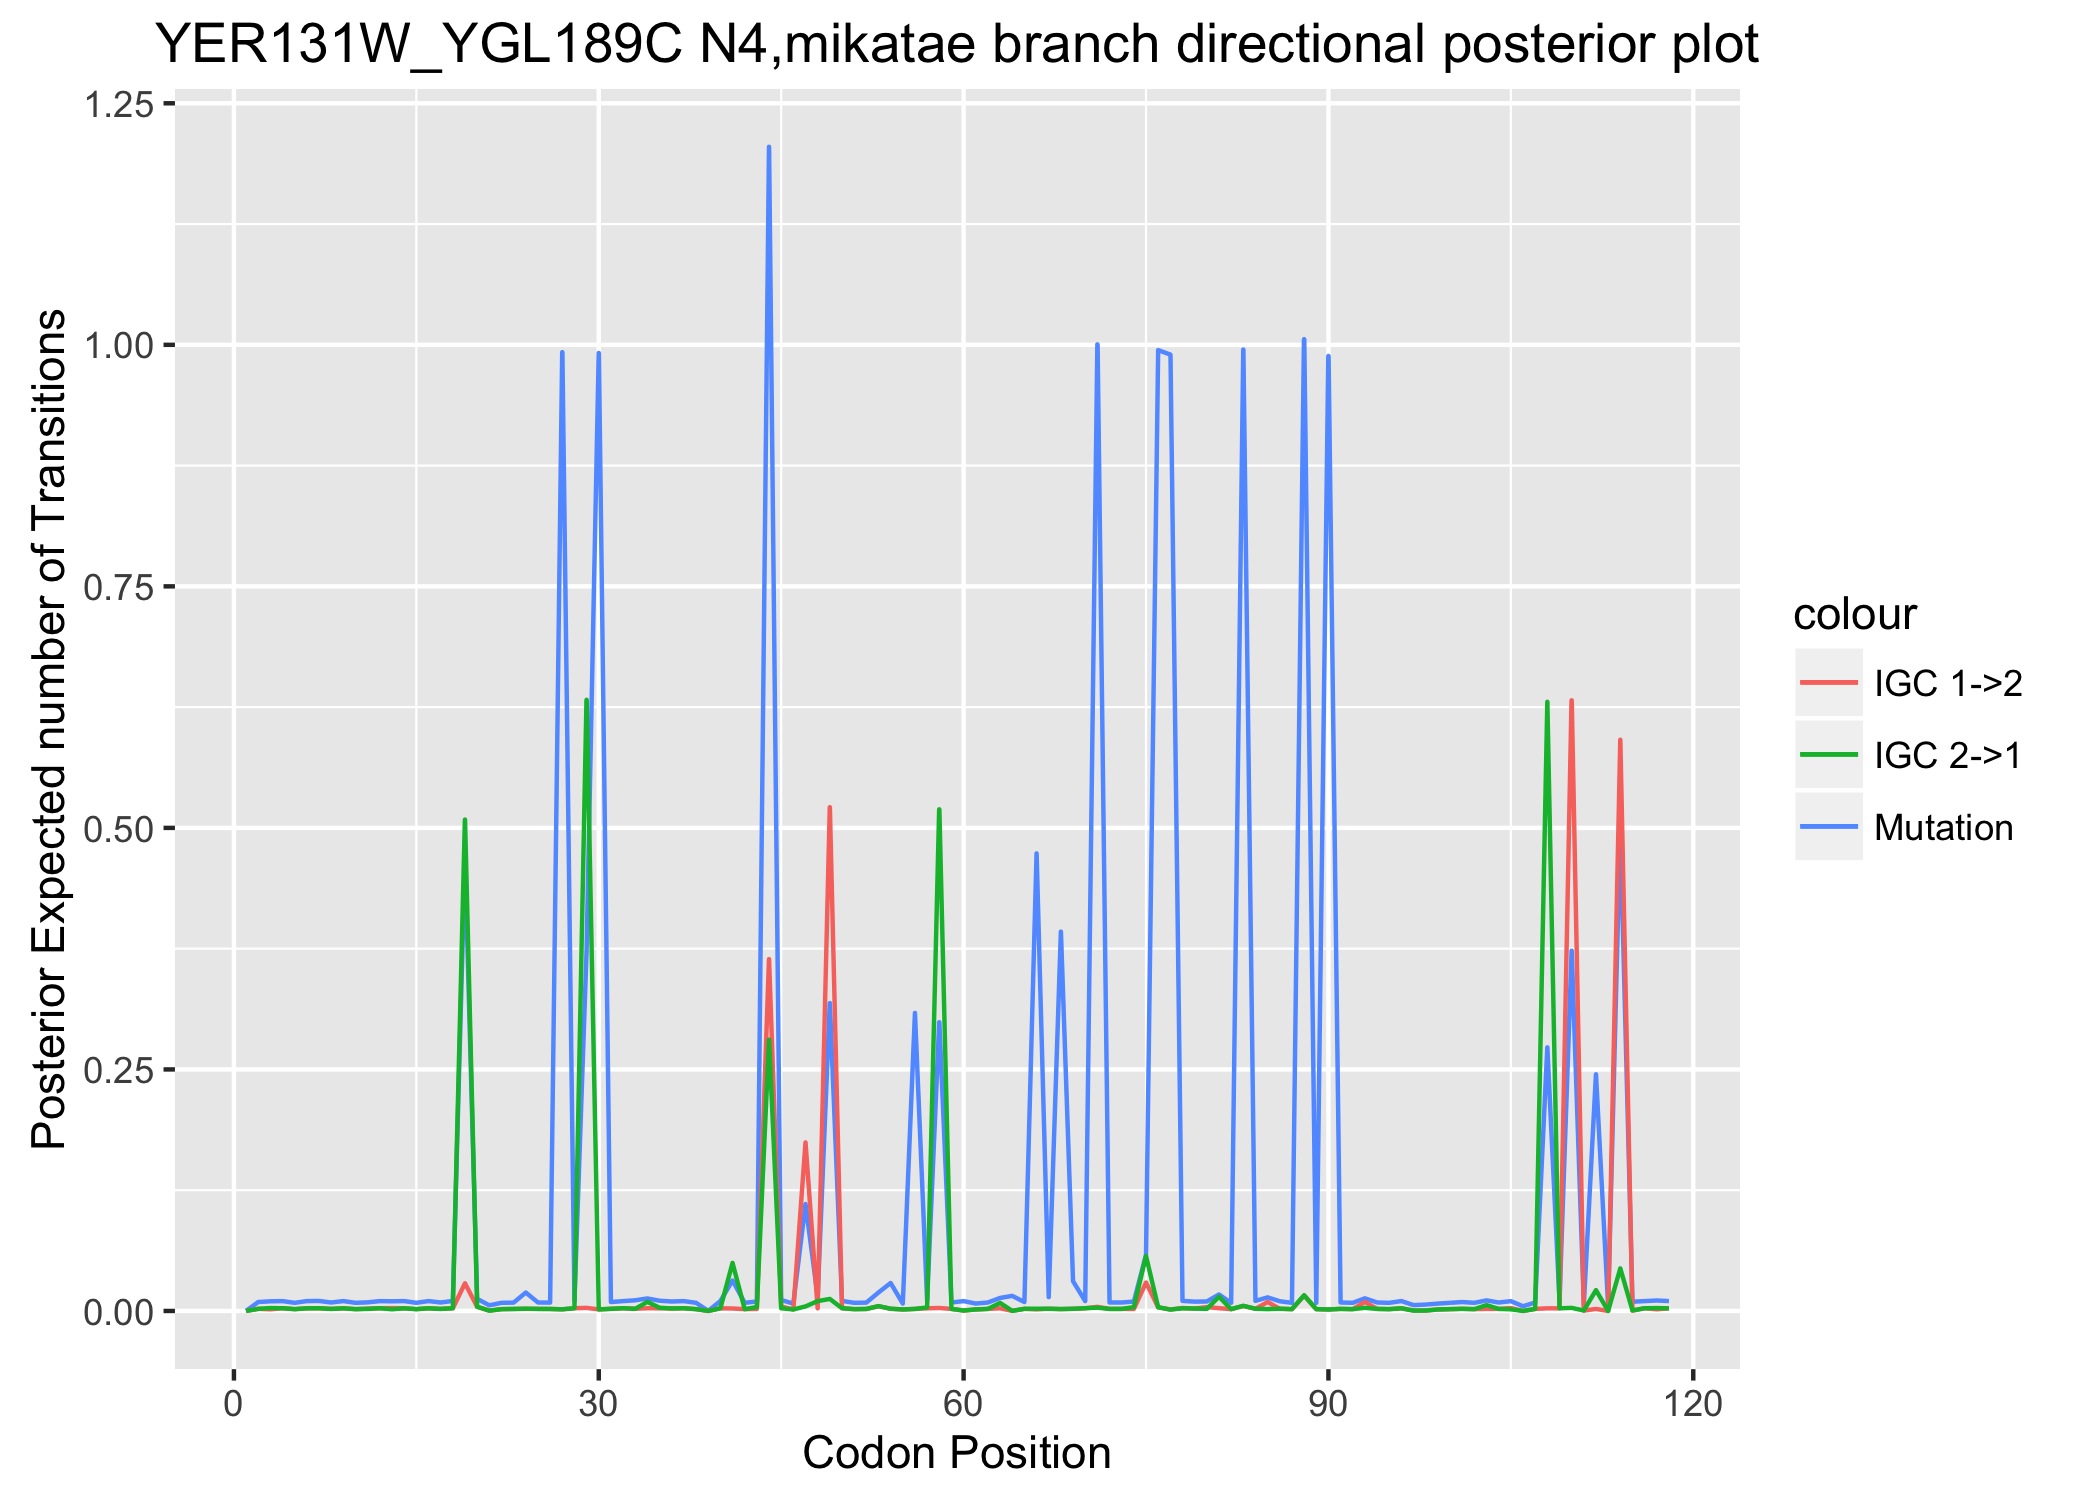 YER131W_YGL189C N4,mikatae branch directional posterior plot
1.25
1.00
0.75
0.50
0.25
0.00
Posterior Expected number of Transitions
0 30 60 90 120
Codon Position
colour
IGC 1->2
IGC 2->1
Mutation